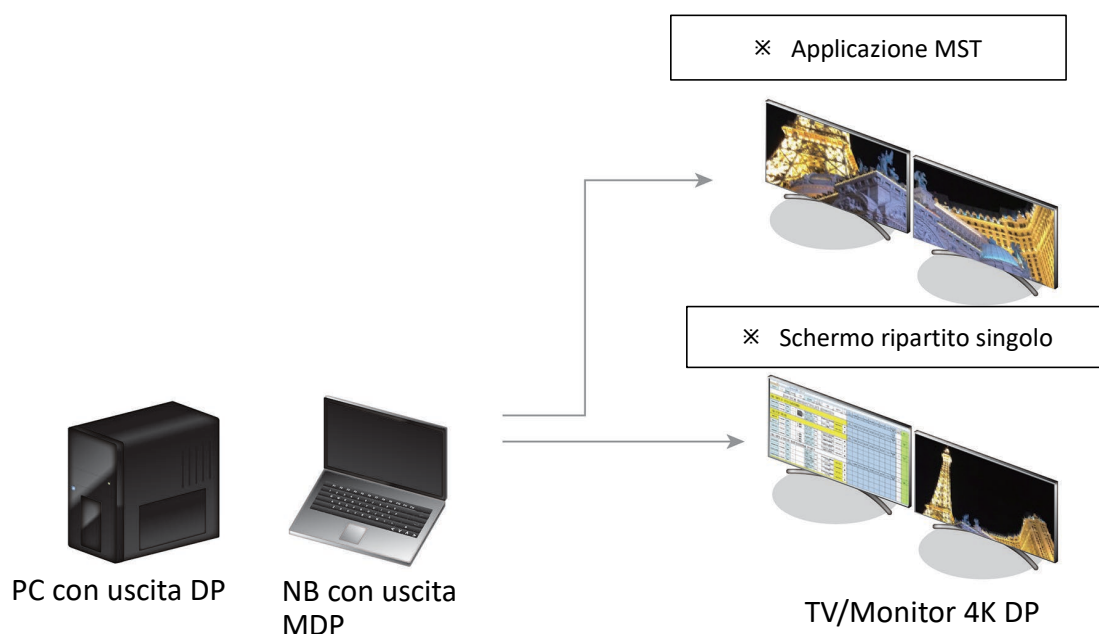 ※ Applicazione MST
※ Schermo ripartito singolo
PC con uscita DP
NB con uscita
MDP
TV/Monitor 4K DP